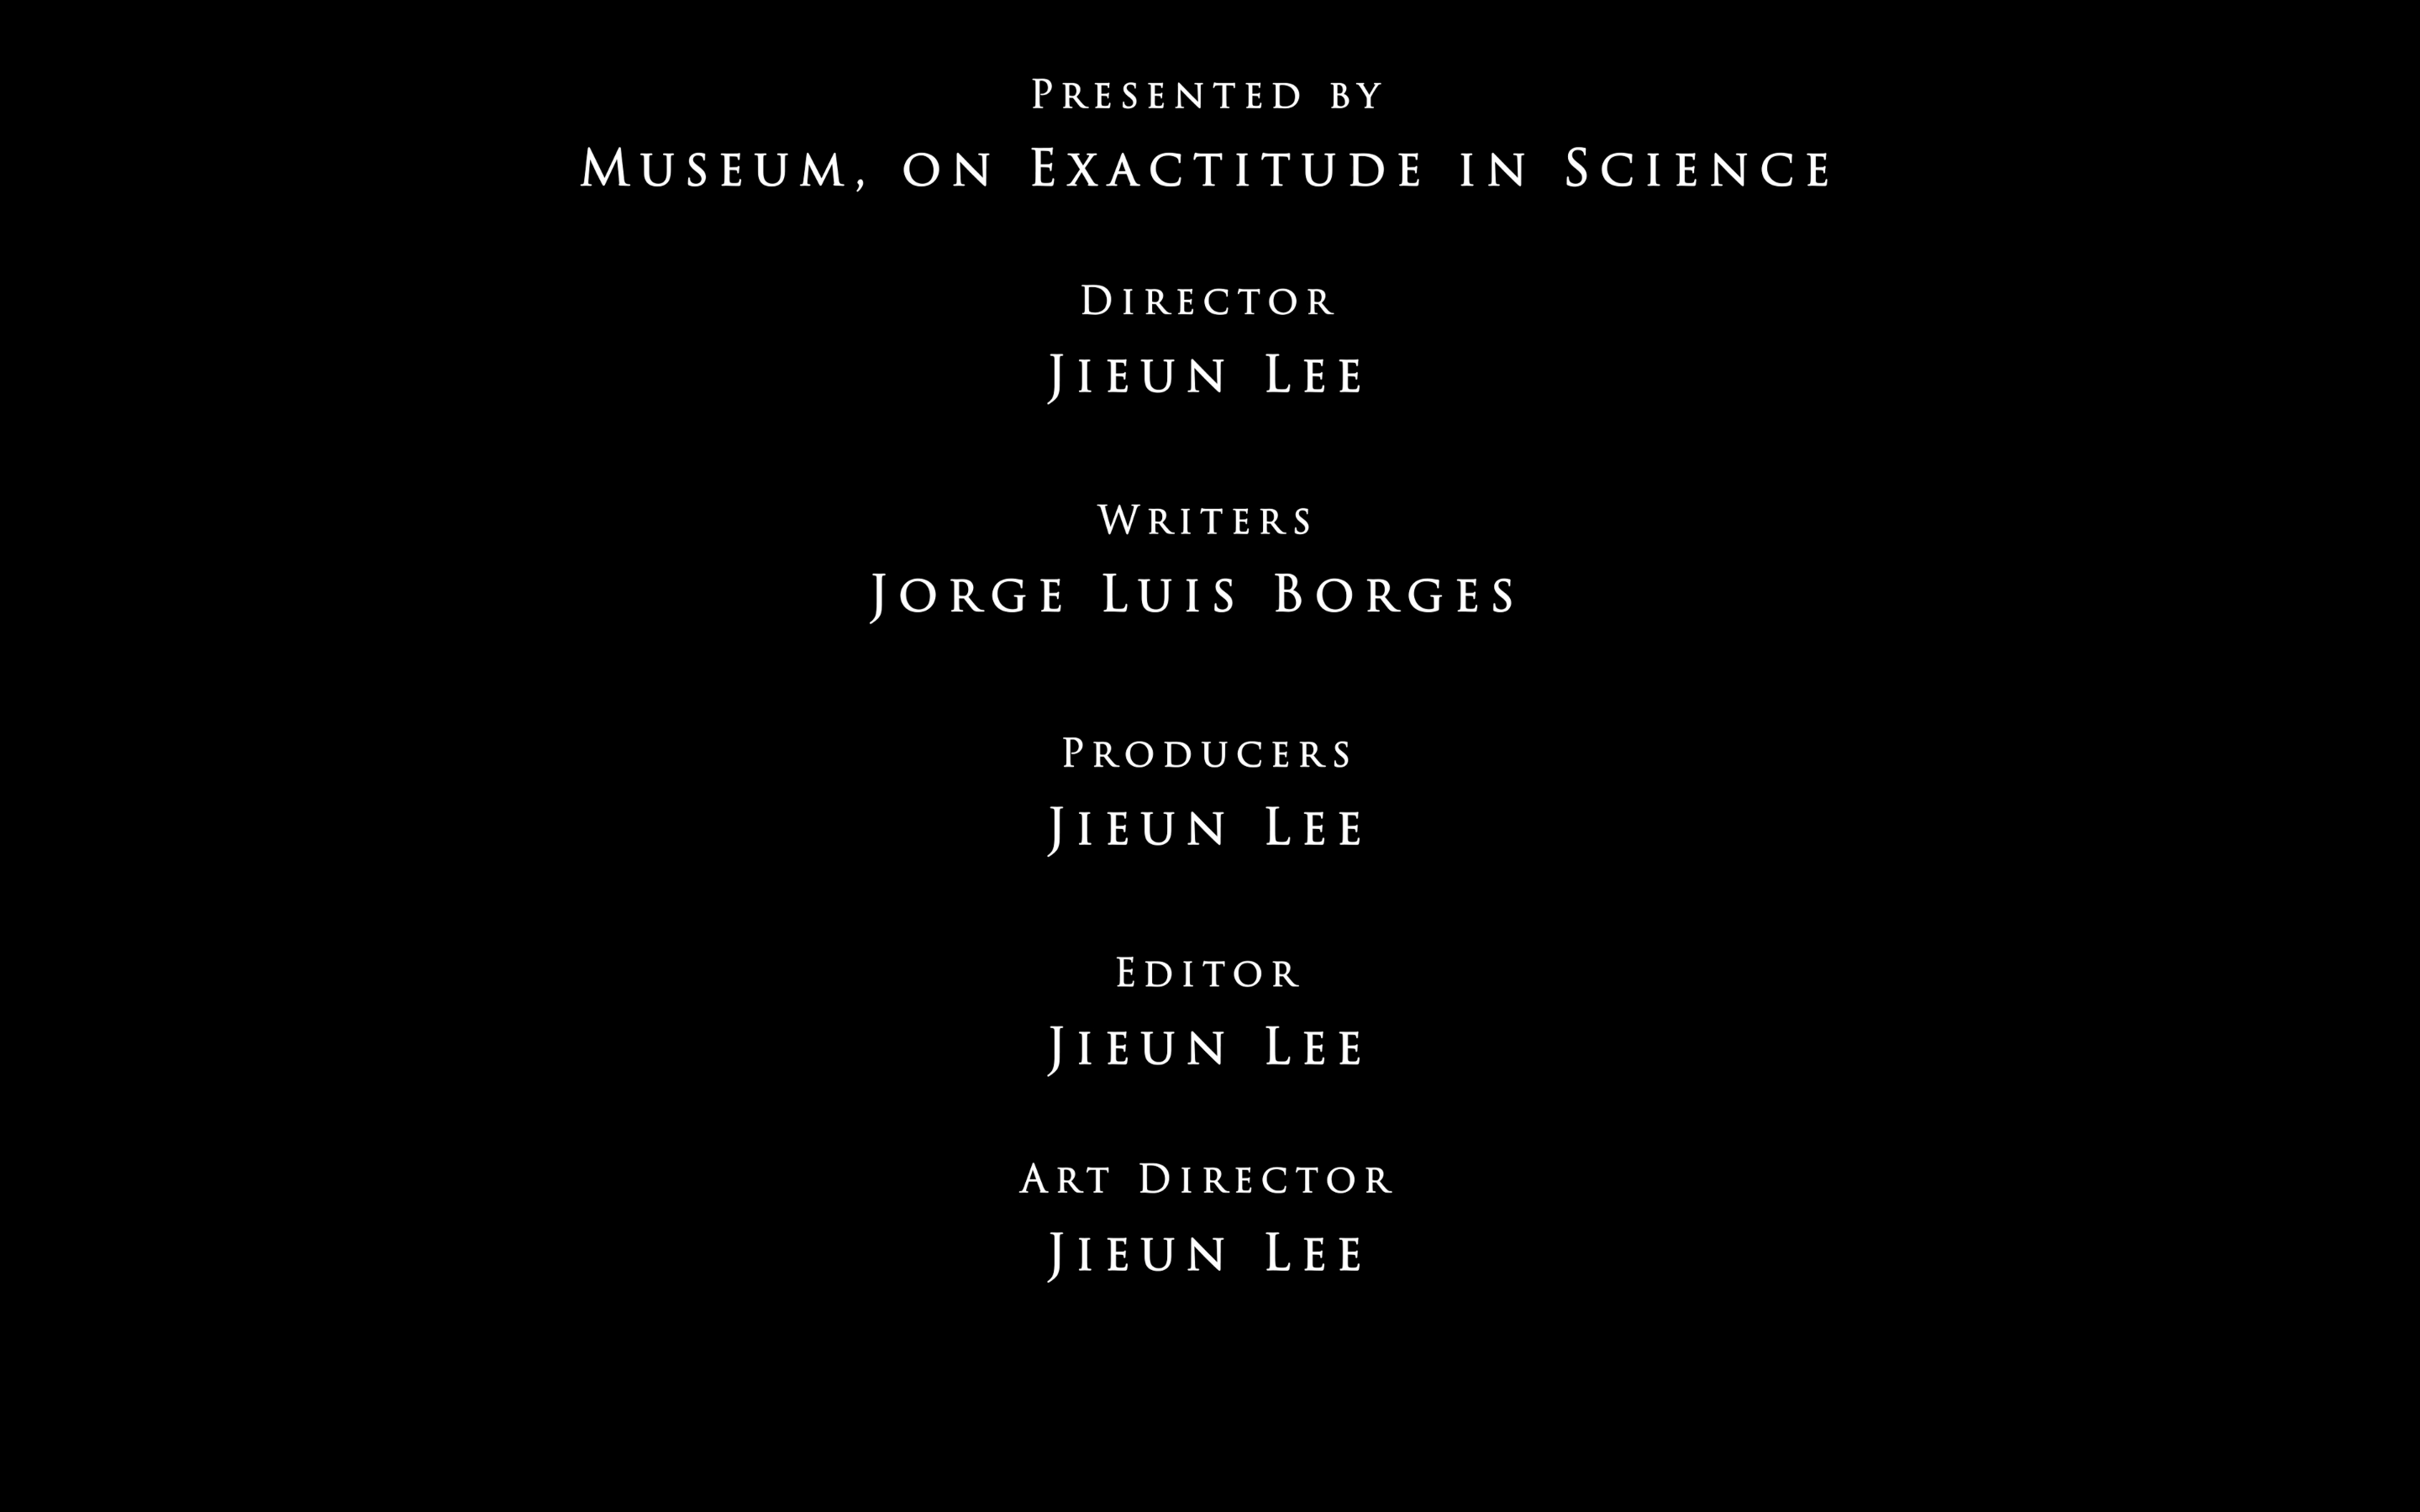 Presented by
Museum, on Exactitude in Science
Director
Jieun Lee
Writers
Jorge Luis Borges
Producers
Jieun Lee
Editor
Jieun Lee
Art Director
Jieun Lee